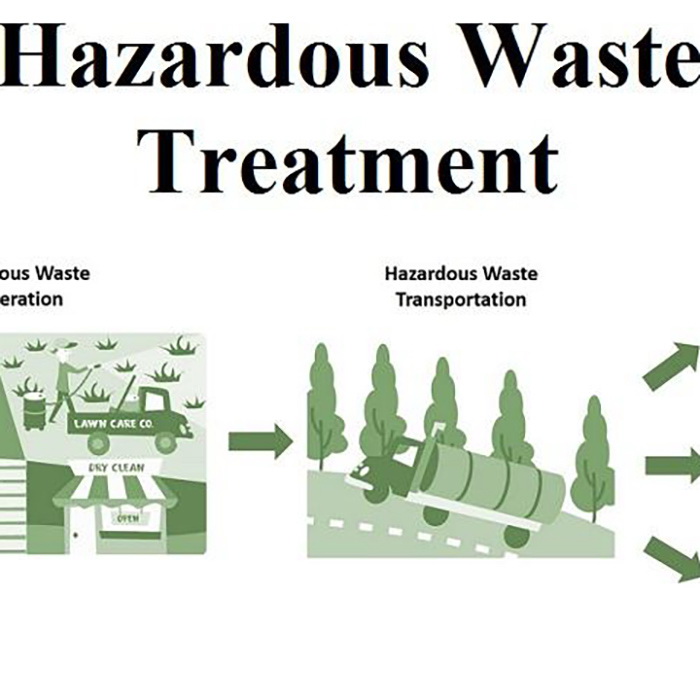 Hazardous Waste
Treatment
ous Waste
eration
Hazardous Waste
Transportation
LAWN CARE CO.
DRY CLEAN
OPEN